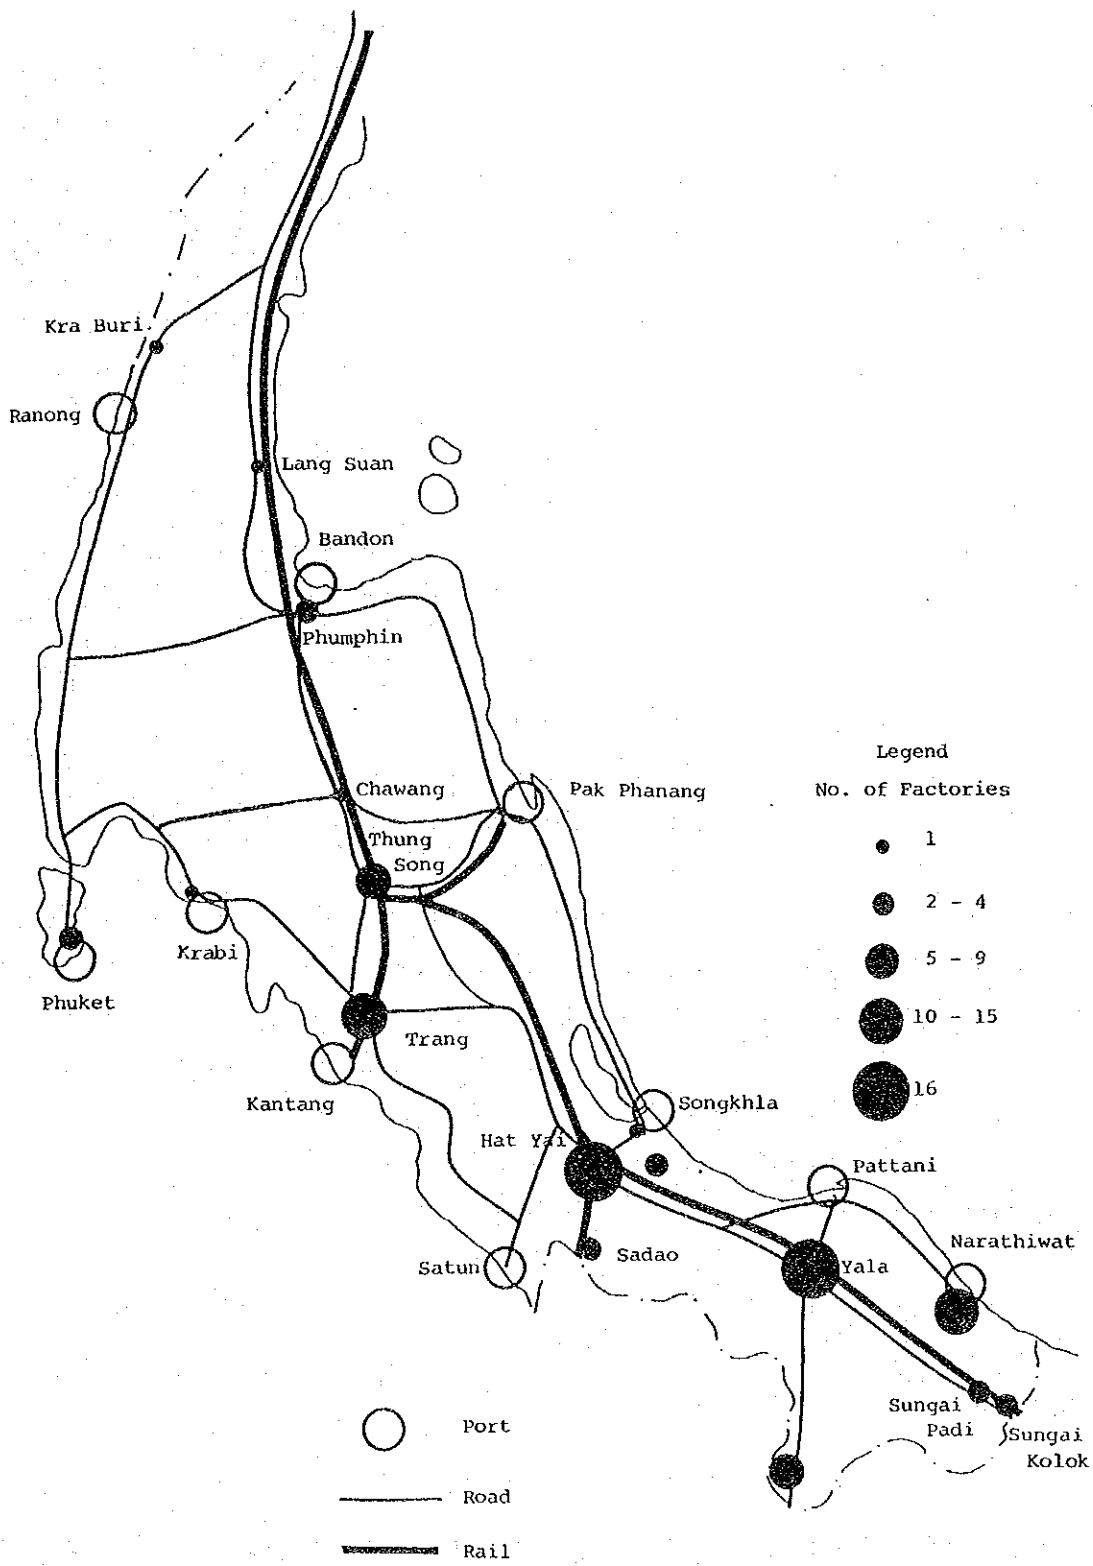 Kra Buri
Ranong
Lang Suan
Bandon
Phumphin
Chawang
Pak Phanang
Thung
Song
Krabi
Phuket
Trang
Kantang
Songkhla
Hat Yai
Pattani
Narathiwat
Sadao
Satun
Yala
Sungai
Padi
Sungai
Kolok
Legend
No. of Factories
1
2 - 4
5 - 9
10 - 15
16
Port
Road
Rail